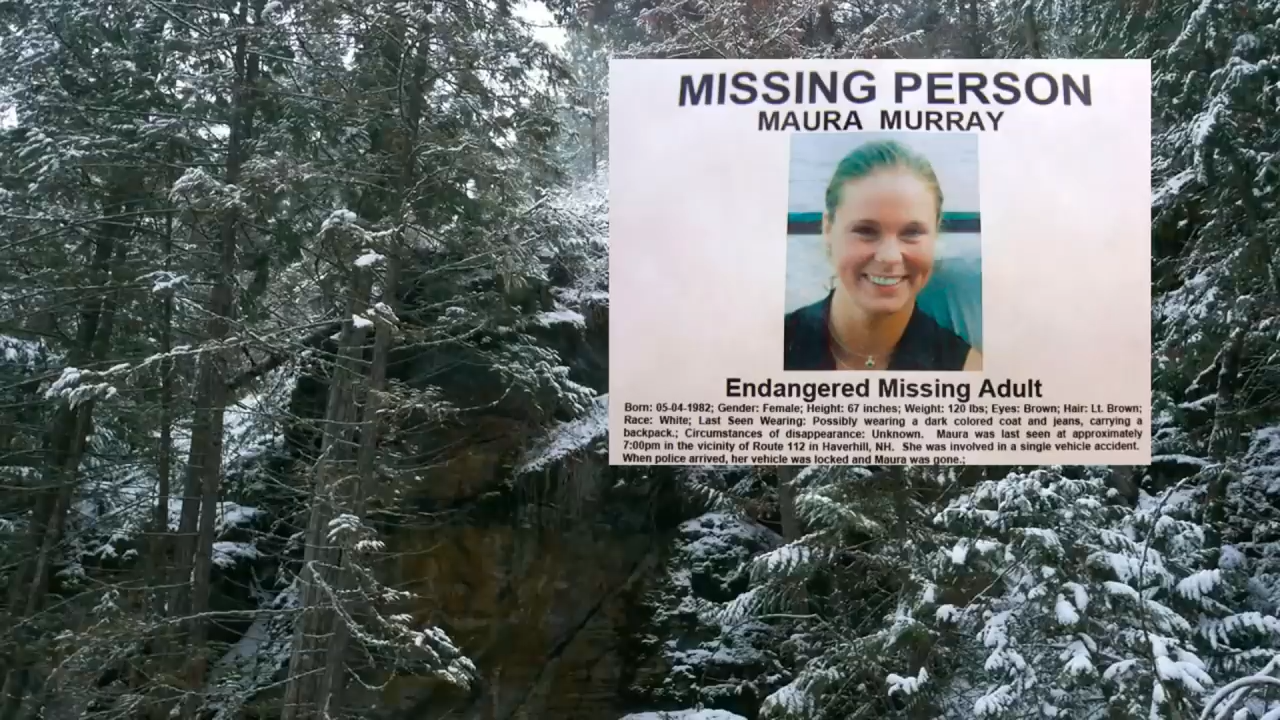 MISSING PERSON
MAURA MURRAY
Endangered Missing Adult
Born: 05-04-1982; Gender: Female; Height: 67 inches; Weight: 120 lbs; Eyes: Brown; Hair: Lt. Brown;
Race: White; Last Seen Wearing: Possibly wearing a dark colored coat and jeans, carrying a
backpack.; Circumstances of disappearance: Unknown. Maura was last seen at approximately
7:00pm in the vicinity of Route 112 in Haverhill, NH. She was involved in a single vehicle accident.
When police arrived, her vehicle was locked and Maura was gone.;